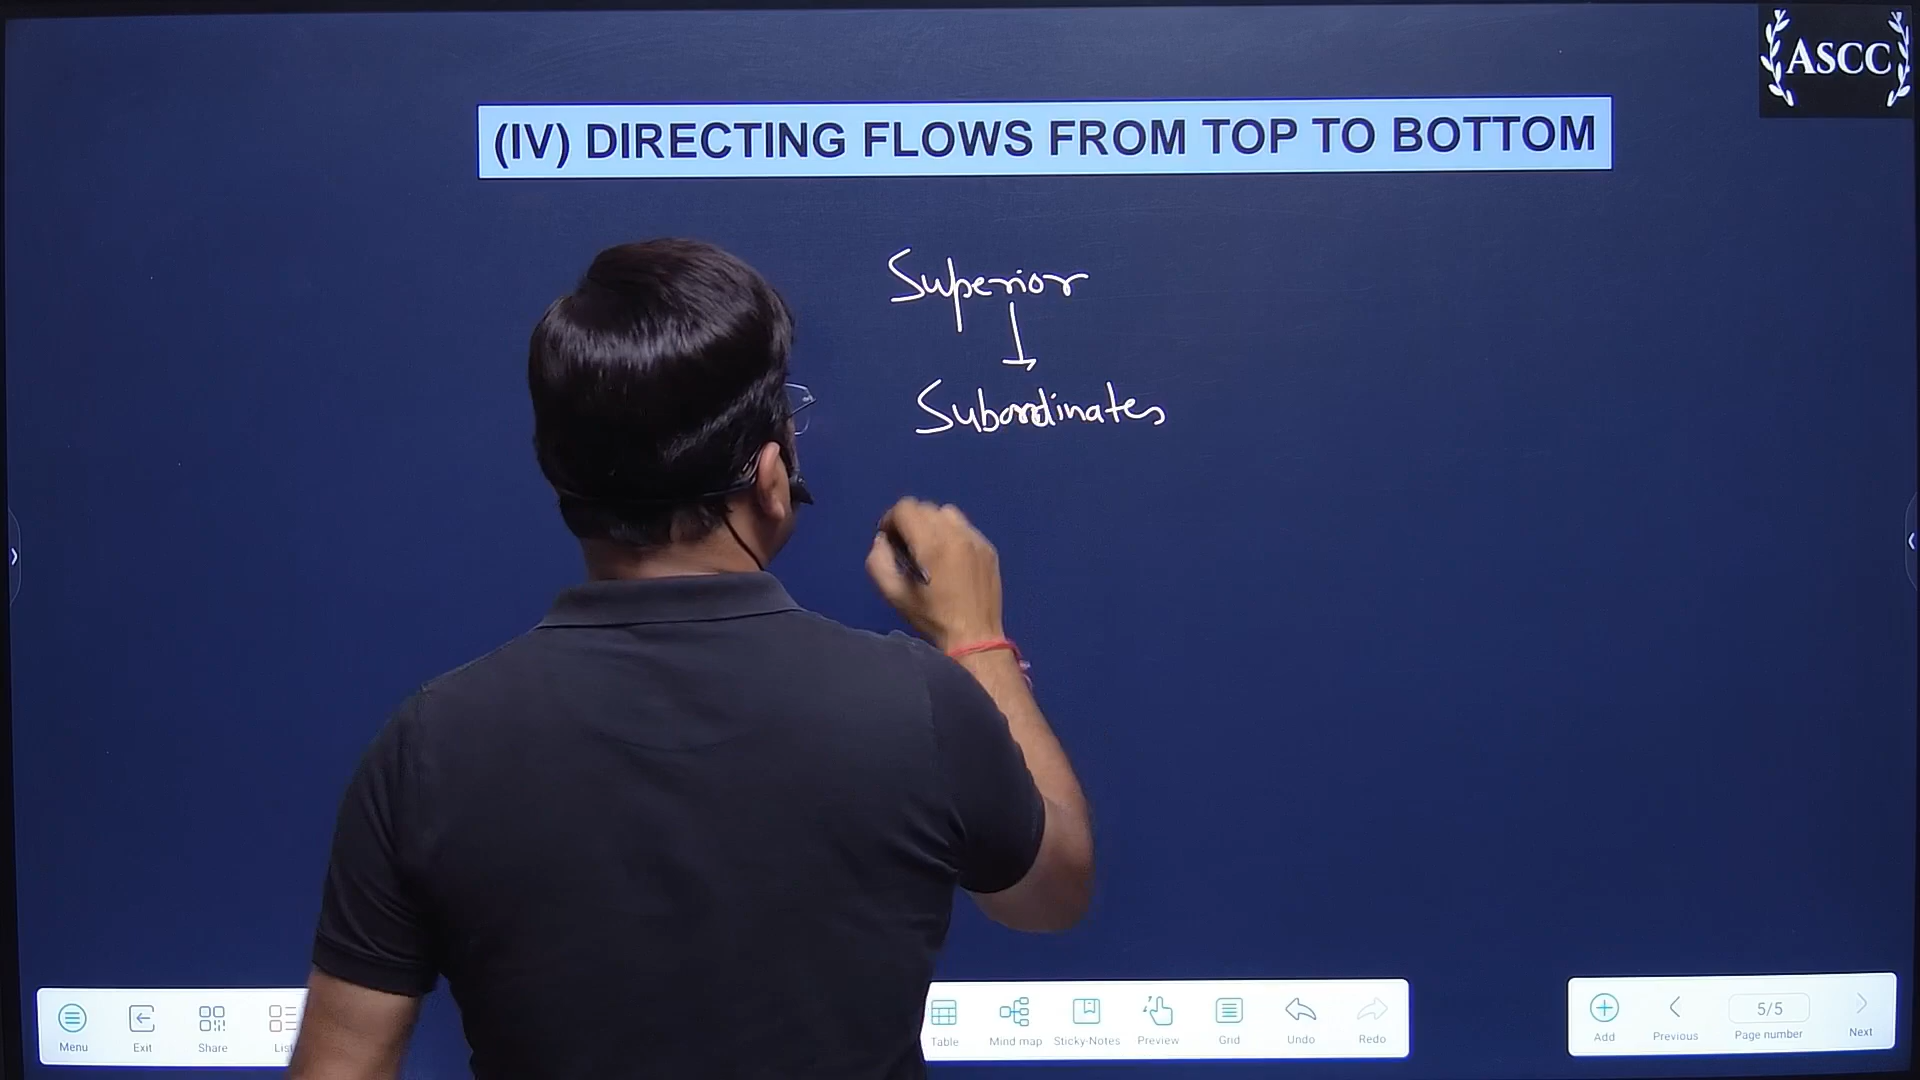 ASCC
(IV) DIRECTING FLOWS FROM TOP TO BOTTOM
Superior
Subordinates
Menu
Exit
Share
List
Table
Mind map
Sticky-Notes
Preview
Grid
Undo
Redo
Add
Previous
5/5
Page number
Next